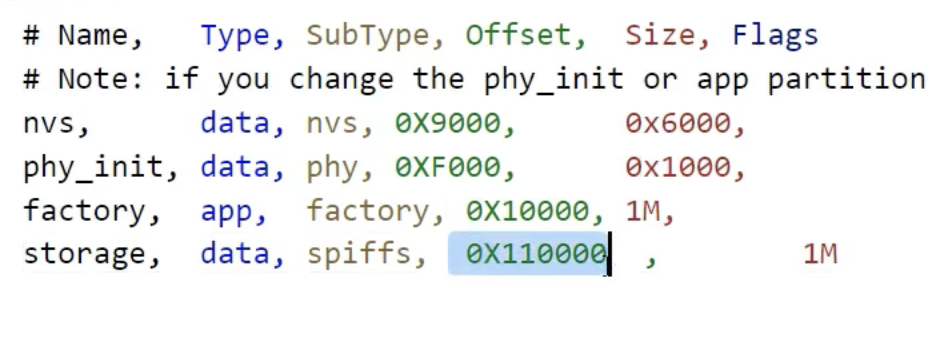 # Name,   Type, SubType, Offset,  Size, Flags
# Note: if you change the phy_init or app partition
nvs,      data, nvs, 0X9000,      0x6000,
phy_init, data, phy, 0XF000,      0x1000,
factory,  app,  factory, 0X10000, 1M,
storage,  data, spiffs,  0X110000  ,        1M